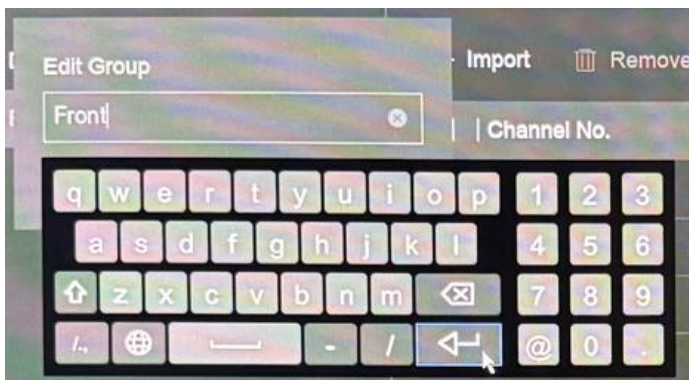 Edit Group
Import Remove
Front
Channel No.
q w e r t y u i o p 1 2 3
a s d f g h j k l 4 5 6
z x c v b n m 7 8 9
/., - / @ 0 .